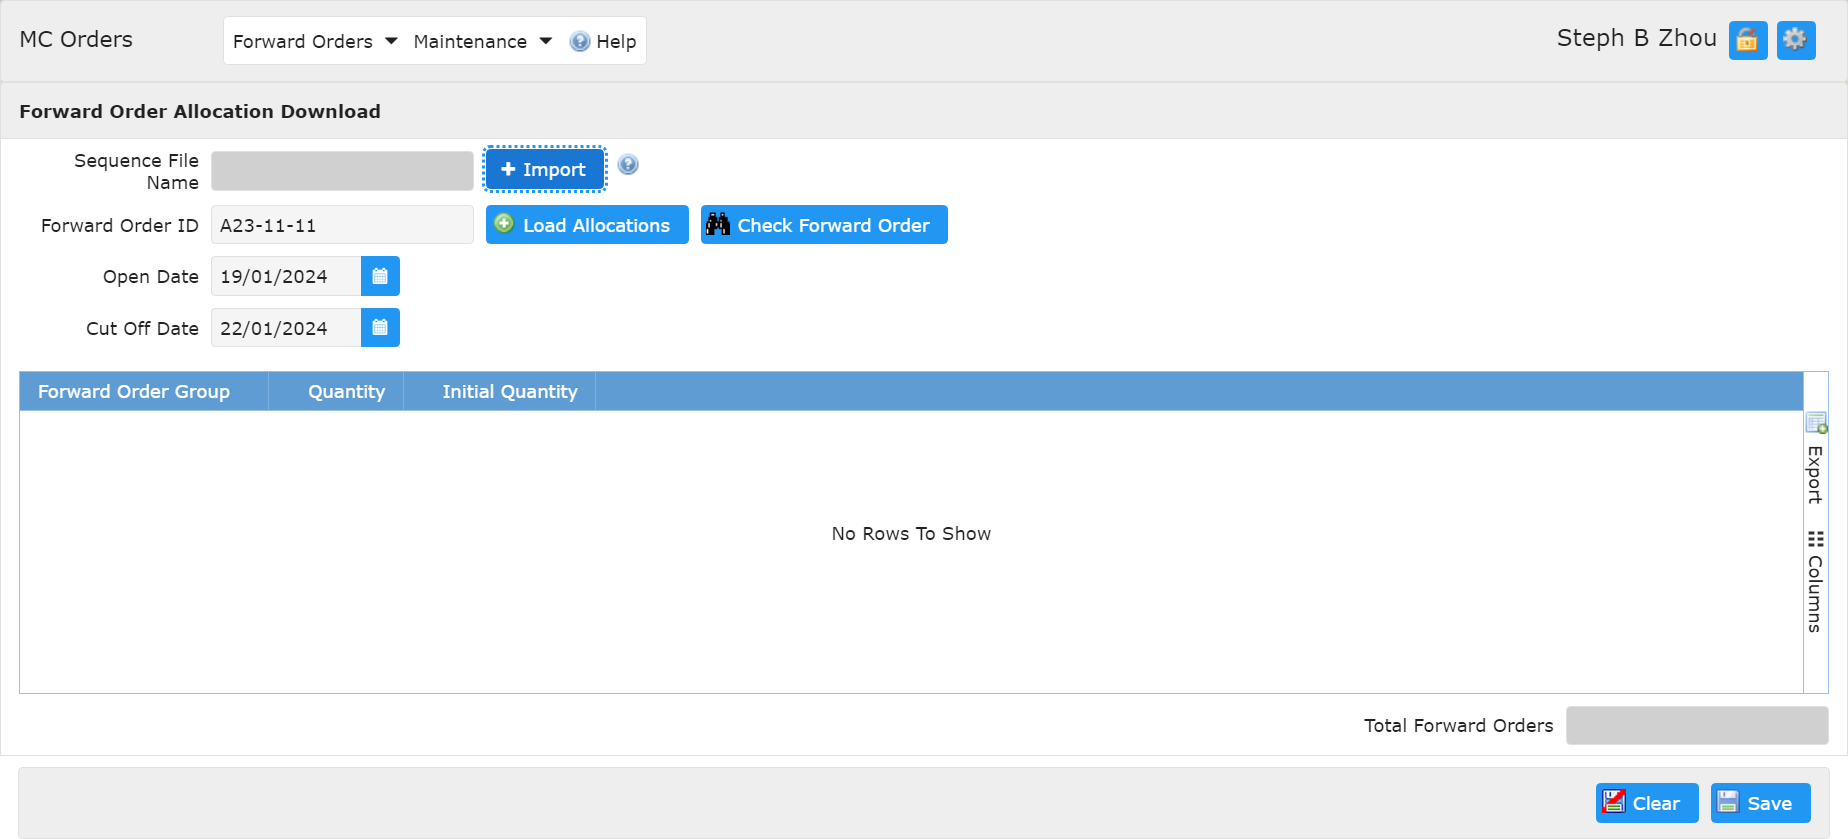 MC Orders
Forward Orders
Maintenance
Help
Steph B Zhou
Forward Order Allocation Download
Sequence File
Name
Import
Forward Order ID
A23-11-11
Load Allocations
Check Forward Order
Open Date
19/01/2024
Cut Off Date
22/01/2024
Forward Order Group
Quantity
Initial Quantity
No Rows To Show
Export
Columns
Total Forward Orders
Clear
Save